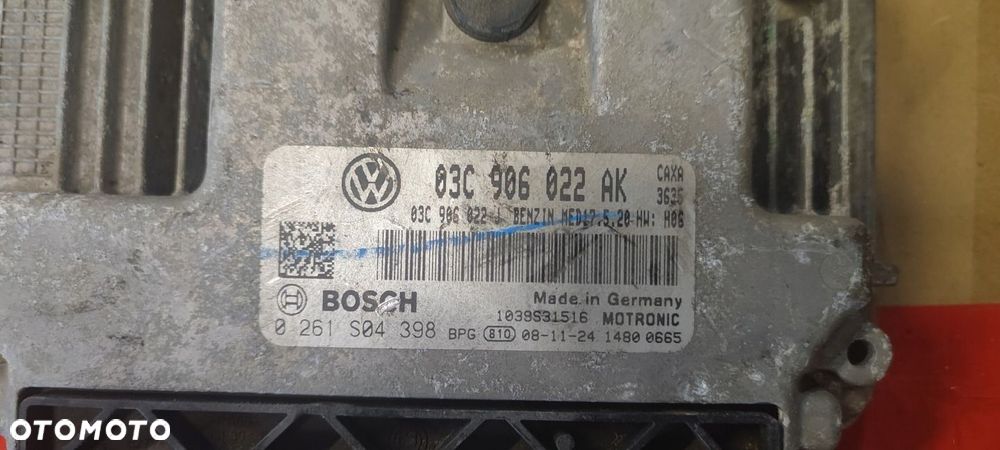 03C 906 022 AK CAXA
3635
03C 906 022 J BENZIN MED17.5.20 HW: H08
BOSCH
Made in Germany
1039S31516 MOTRONIC
0 261 S04 398 BPG 810 08-11-24 1480 0665
OTOMOTO